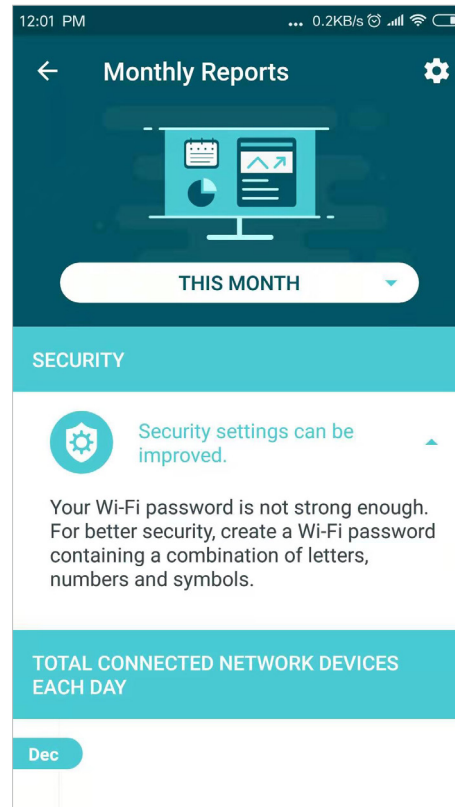 12:01 PM ... 0.2KB/s
Monthly Reports
THIS MONTH
SECURITY
Security settings can be
improved.
Your Wi-Fi password is not strong enough.
For better security, create a Wi-Fi password
containing a combination of letters,
numbers and symbols.
TOTAL CONNECTED NETWORK DEVICES
EACH DAY
Dec